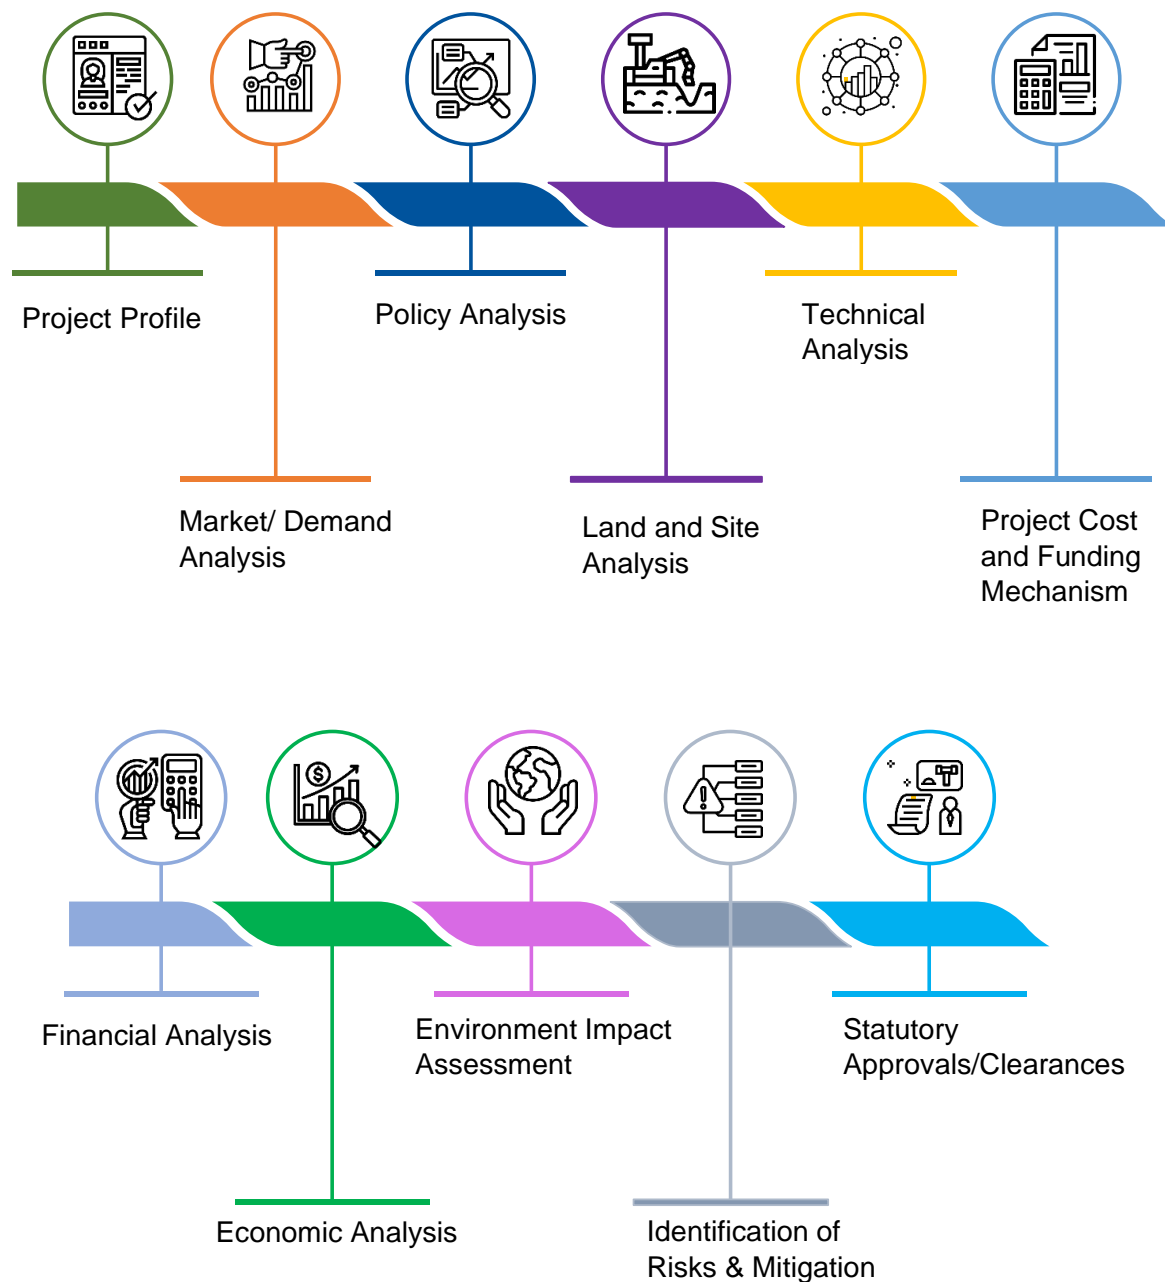 Project Profile
Policy Analysis
Technical
Analysis
Market/ Demand
Analysis
Land and Site
Analysis
Project Cost
and Funding
Mechanism
$
Financial Analysis
Environment Impact
Assessment
Statutory
Approvals/Clearances
Economic Analysis
Identification of
Risks & Mitigation